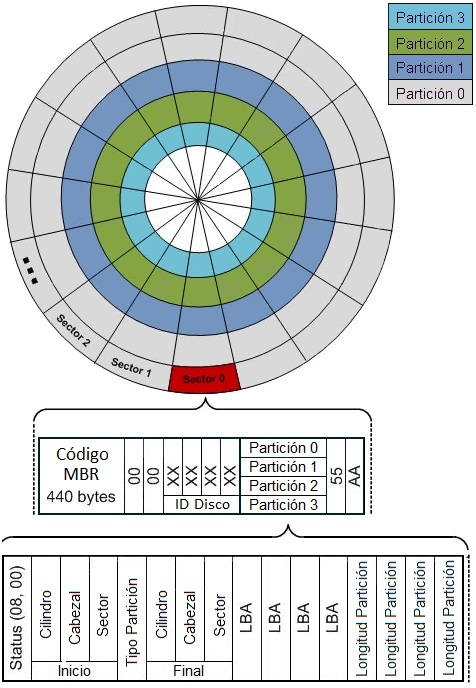 Partición 3
Partición 2
Partición 1
Partición 0
Sector 2
Sector 1
Sector 0
Código
MBR
440 bytes
00
00
XX
XX
XX
XX
ID Disco
Partición 0
Partición 1
Partición 2
Partición 3
55
AA
Status (08, 00)
Cilindro
Cabezal
Sector
Inicio
Tipo Partición
Cilindro
Cabezal
Sector
Final
LBA
LBA
LBA
LBA
Longitud Partición
Longitud Partición
Longitud Partición
Longitud Partición